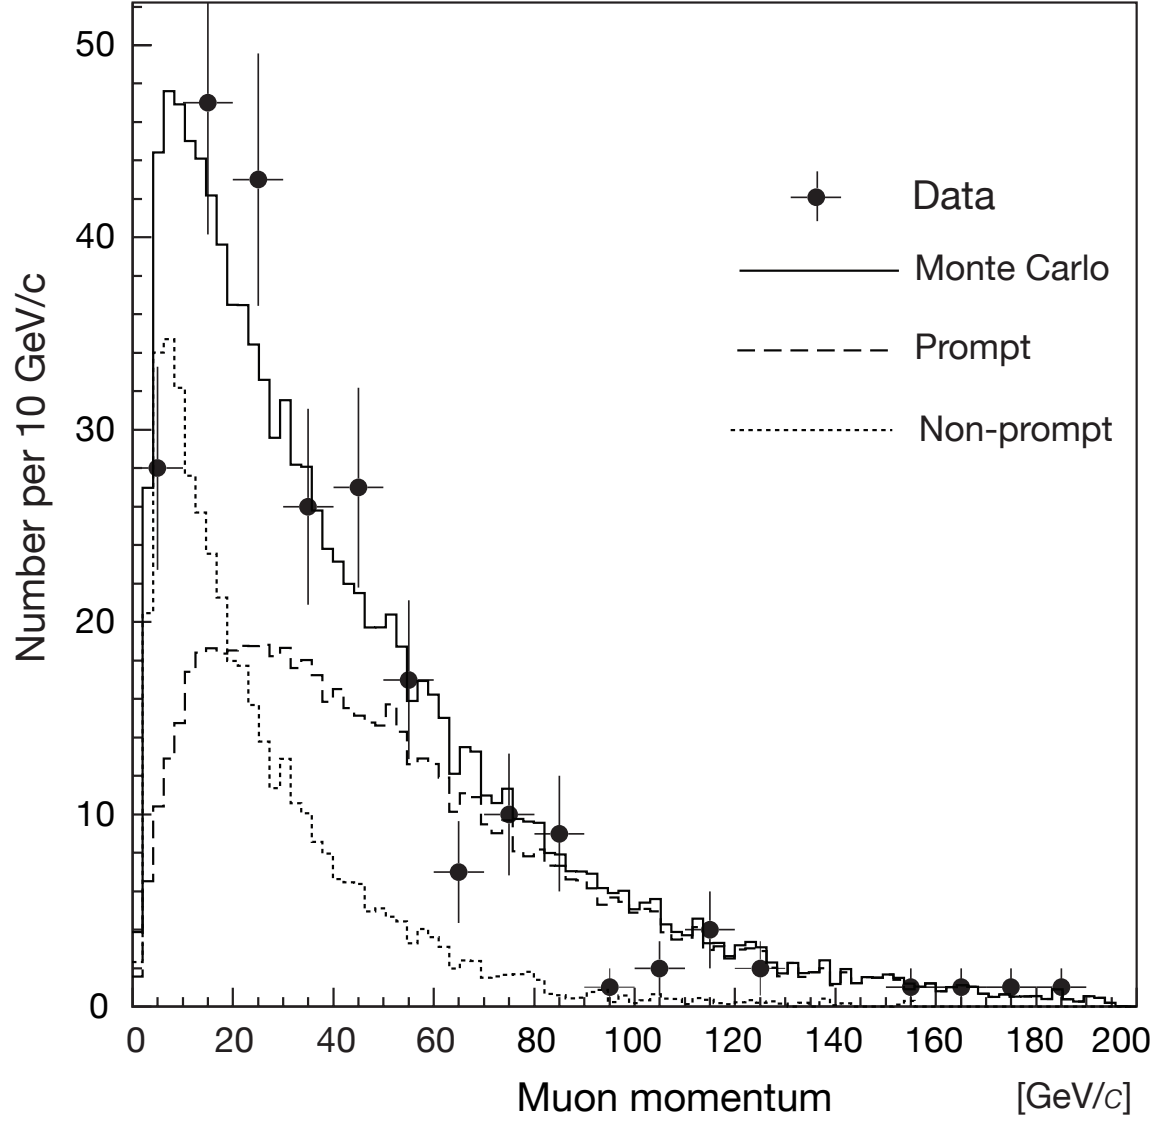 50
40
30
20
10
0
Number per 10 GeV/c
Data
Monte Carlo
Prompt
Non-prompt
0 20 40 60 80 100 120 140 160 180 200
Muon momentum [GeV/c]